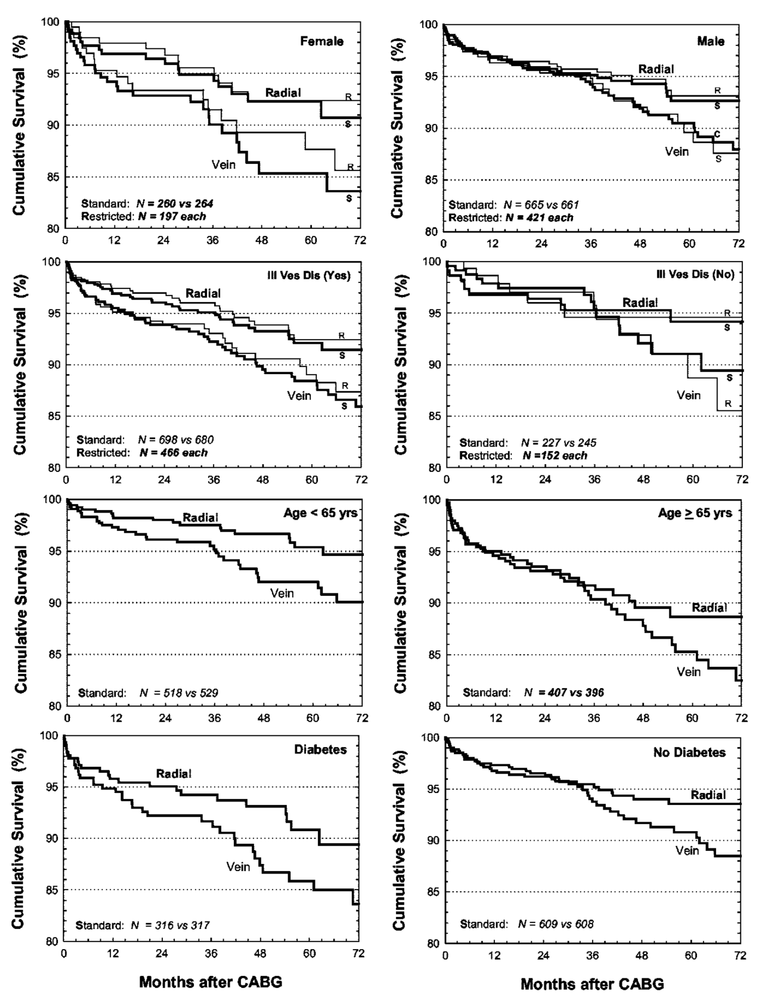 Cumulative Survival (%)
100
95
90
85
80
Female
Radial
R
S
R
Vein
S
Standard: N = 260 vs 264
Restricted: N = 197 each
0 12 24 36 48 60 72
Cumulative Survival (%)
100
95
90
85
80
Male
Radial
R
S
C
Vein
S
Standard: N = 665 vs 661
Restricted: N = 421 each
0 12 24 36 48 60 72
Cumulative Survival (%)
100
95
90
85
80
III Ves Dis (Yes)
Radial
R
S
R
Vein
S
Standard: N = 698 vs 680
Restricted: N = 466 each
0 12 24 36 48 60 72
Cumulative Survival (%)
100
95
90
85
80
III Ves Dis (No)
Radial
R
S
S
Vein
R
Standard: N = 227 vs 245
Restricted: N =152 each
0 12 24 36 48 60 72
Cumulative Survival (%)
100
95
90
85
80
Age < 65 yrs
Radial
Vein
Standard: N = 518 vs 529
0 12 24 36 48 60 72
Cumulative Survival (%)
100
95
90
85
80
Age ≥ 65 yrs
Radial
Vein
Standard: N = 407 vs 396
0 12 24 36 48 60 72
Cumulative Survival (%)
100
95
90
85
80
Diabetes
Radial
Vein
Standard: N = 316 vs 317
0 12 24 36 48 60 72
Months after CABG
Cumulative Survival (%)
100
95
90
85
80
No Diabetes
Radial
Vein
Standard: N = 609 vs 608
0 12 24 36 48 60 72
Months after CABG